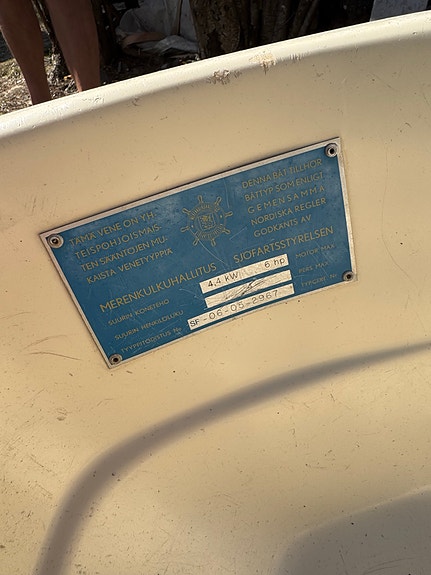 TÄMÄ VENE ON YH-
TEISPOHJOISMAIS-
TEN SÄÄNTÖJEN MU-
KAISTA VENETYYPPIÄ
DENNA BÅT TILLHÖR
BÅTTYP SOM ENLIGT
GEMENSAMMA
NORDISKA REGLER
GODKÄNTS AV
MERENKULKUHALLITUS SJÖFARTSSTYRELSEN
SUURIN KONETEHO 4,4 kW 6 hp MOTOR MAX
SUURIN HENKILÖLUKU PERS MAX
TYYPPITODISTUS No SF-06-05-2967 TYPCERT Nr